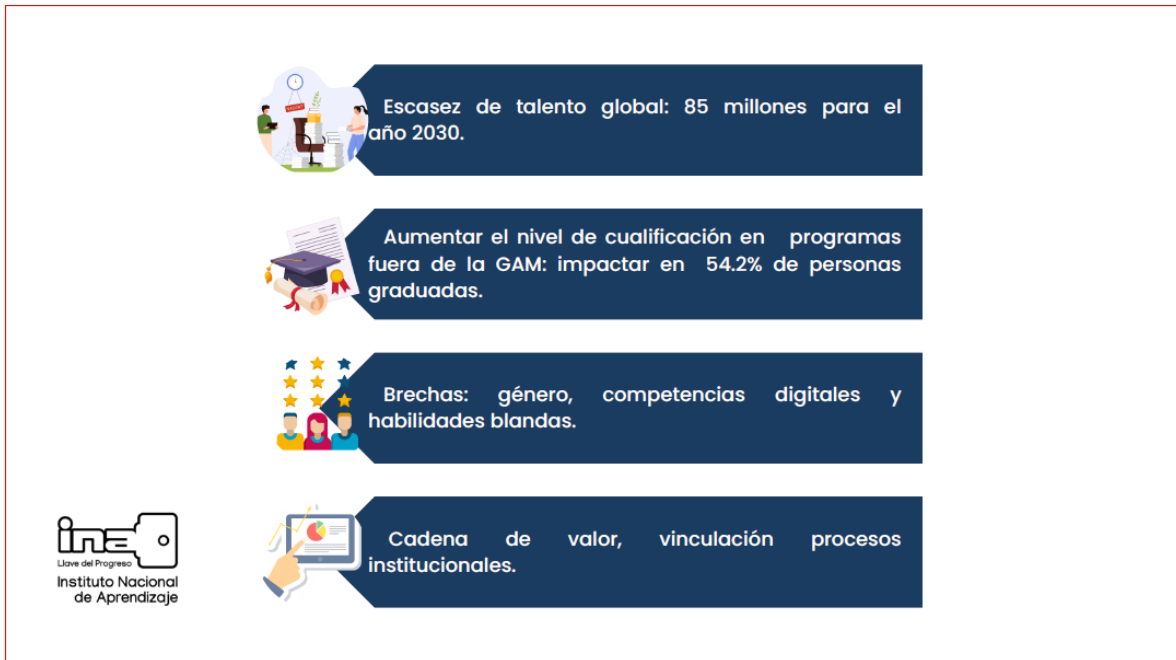 Escasez de talento global: 85 millones para el
año 2030.
Aumentar el nivel de cualificación en programas
fuera de la GAM: impactar en 54.2% de personas
graduadas.
Brechas: género, competencias digitales y
habilidades blandas.
Cadena de valor, vinculación procesos
institucionales.
ina
Llave del Progreso
Instituto Nacional
de Aprendizaje